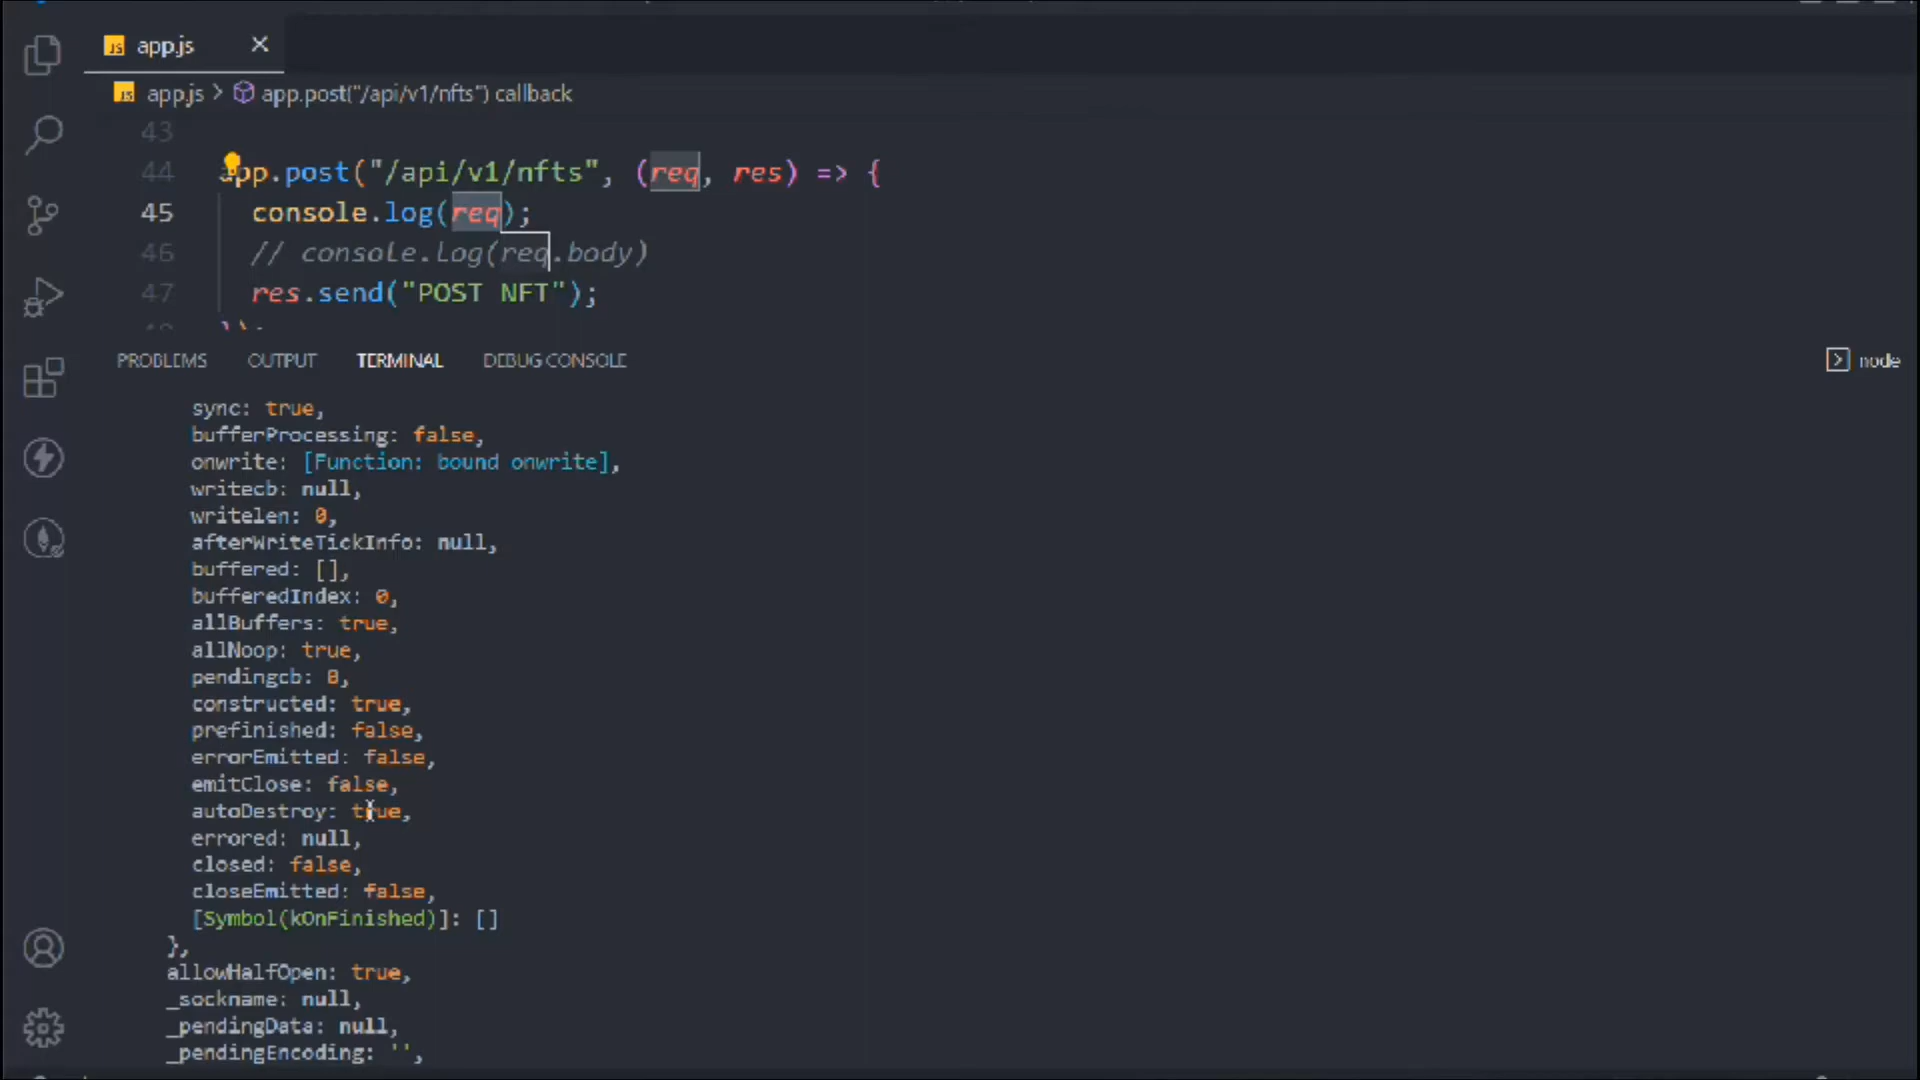 app.js
app.js > app.post("/api/v1/nfts") callback
43
44 app.post("/api/v1/nfts", (req, res) => {
45 console.log(req);
46 // console.log(req.body)
47 res.send("POST NFT");
PROBLEMS OUTPUT TERMINAL DEBUG CONSOLE node
sync: true,
bufferProcessing: false,
onwrite: [Function: bound onwrite],
writecb: null,
writelen: 0,
afterWriteTickInfo: null,
buffered: [],
bufferedIndex: 0,
allBuffers: true,
allNoop: true,
pendingcb: 0,
constructed: true,
prefinished: false,
errorEmitted: false,
emitClose: false,
autoDestroy: true,
errored: null,
closed: false,
closeEmitted: false,
[Symbol(kOnFinished)]: []
},
allowHalfOpen: true,
_sockname: null,
_pendingData: null,
_pendingEncoding: '',